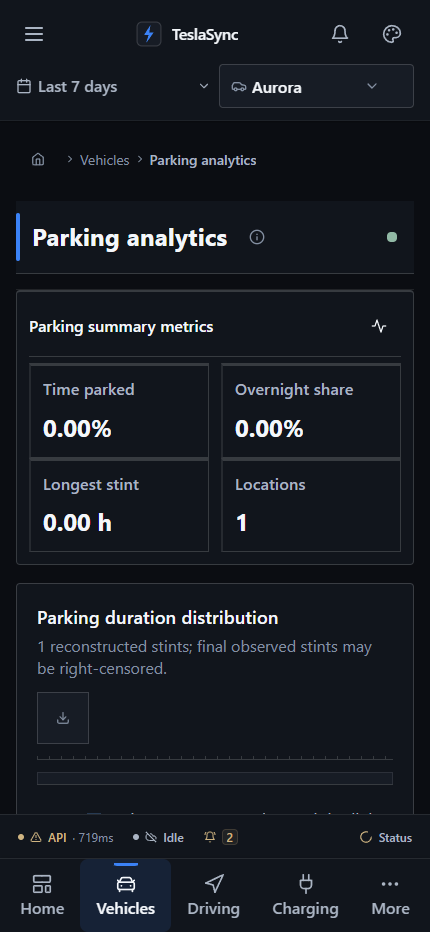 TeslaSync
Last 7 days
Aurora
Vehicles
Parking analytics
Parking analytics
Parking summary metrics
Time parked
0.00%
Overnight share
0.00%
Longest stint
0.00 h
Locations
1
Parking duration distribution
1 reconstructed stints; final observed stints may
be right-censored.
API · 719ms
Idle
2
Status
Home
Vehicles
Driving
Charging
More